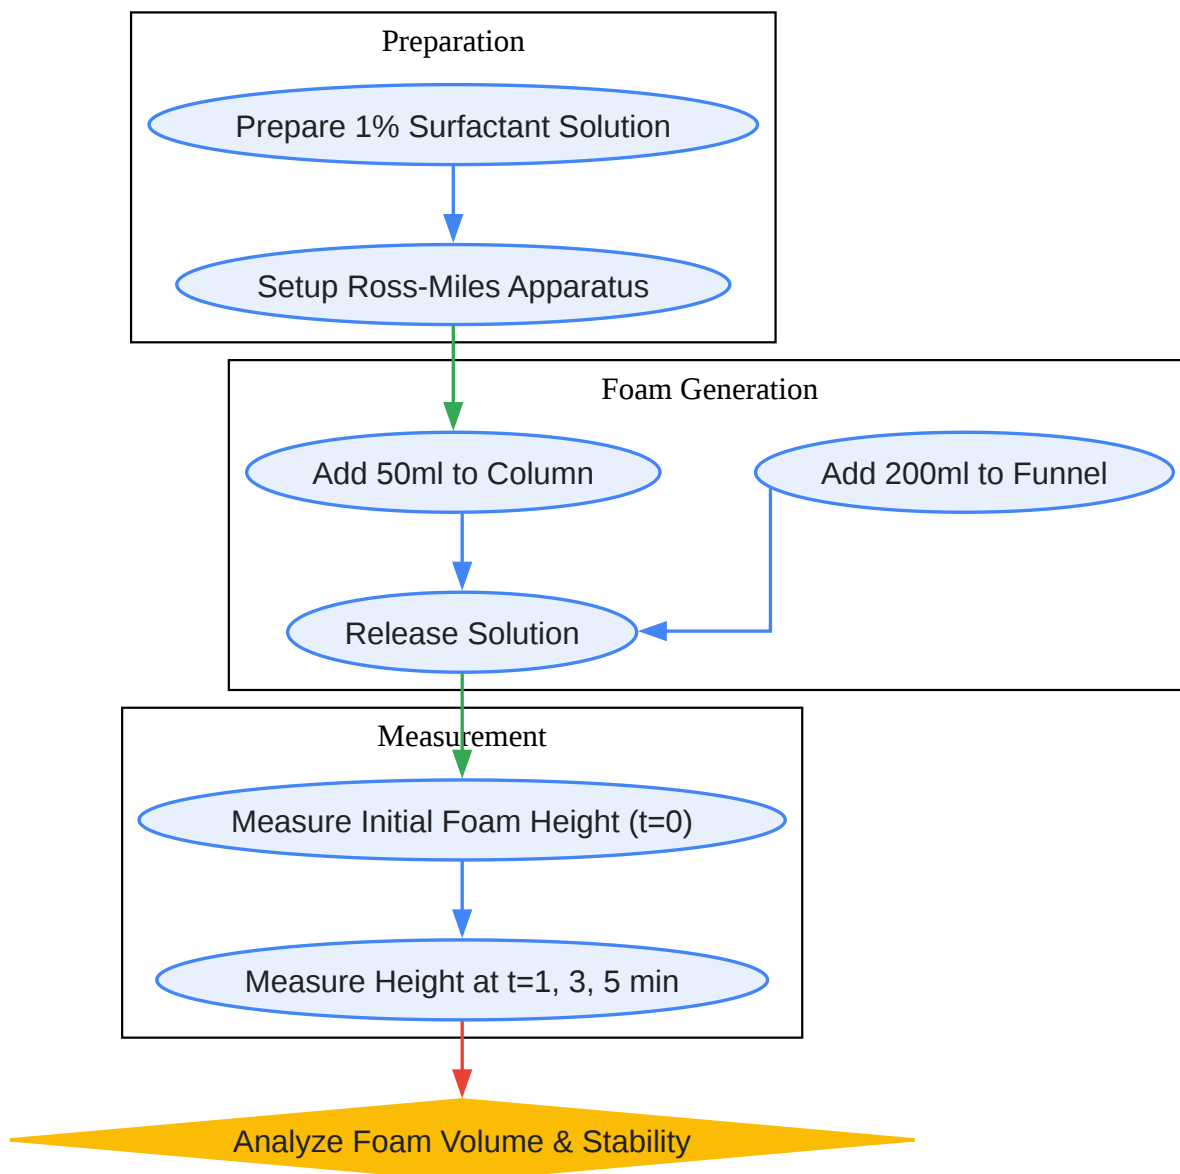 Preparation
Prepare 1% Surfactant Solution
Setup Ross-Miles Apparatus
Foam Generation
Add 50ml to Column
Add 200ml to Funnel
Release Solution
Measurement
Measure Initial Foam Height (t=0)
Measure Height at t=1, 3, 5 min
Analyze Foam Volume & Stability